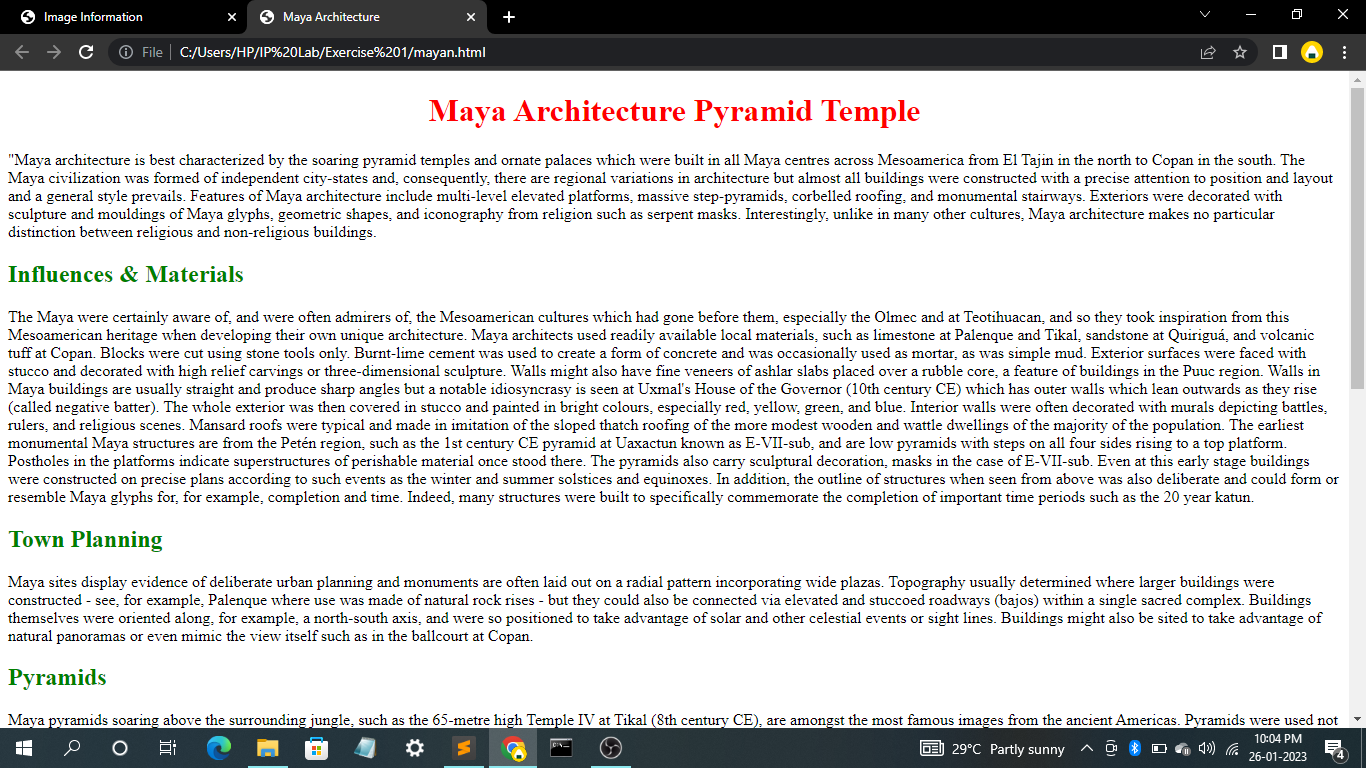 Image Information
Maya Architecture
File
C:/Users/HP/IP%20Lab/Exercise%201/mayan.html
Maya Architecture Pyramid Temple
"Maya architecture is best characterized by the soaring pyramid temples and ornate palaces which were built in all Maya centres across Mesoamerica from El Tajin in the north to Copan in the south. The
Maya civilization was formed of independent city-states and, consequently, there are regional variations in architecture but almost all buildings were constructed with a precise attention to position and layout
and a general style prevails. Features of Maya architecture include multi-level elevated platforms, massive step-pyramids, corbelled roofing, and monumental stairways. Exteriors were decorated with
sculpture and mouldings of Maya glyphs, geometric shapes, and iconography from religion such as serpent masks. Interestingly, unlike in many other cultures, Maya architecture makes no particular
distinction between religious and non-religious buildings.
Influences & Materials
The Maya were certainly aware of, and were often admirers of, the Mesoamerican cultures which had gone before them, especially the Olmec and at Teotihuacan, and so they took inspiration from this
Mesoamerican heritage when developing their own unique architecture. Maya architects used readily available local materials, such as limestone at Palenque and Tikal, sandstone at Quiriguá, and volcanic
tuff at Copan. Blocks were cut using stone tools only. Burnt-lime cement was used to create a form of concrete and was occasionally used as mortar, as was simple mud. Exterior surfaces were faced with
stucco and decorated with high relief carvings or three-dimensional sculpture. Walls might also have fine veneers of ashlar slabs placed over a rubble core, a feature of buildings in the Puuc region. Walls in
Maya buildings are usually straight and produce sharp angles but a notable idiosyncrasy is seen at Uxmal's House of the Governor (10th century CE) which has outer walls which lean outwards as they rise
(called negative batter). The whole exterior was then covered in stucco and painted in bright colours, especially red, yellow, green, and blue. Interior walls were often decorated with murals depicting battles,
rulers, and religious scenes. Mansard roofs were typical and made in imitation of the sloped thatch roofing of the more modest wooden and wattle dwellings of the majority of the population. The earliest
monumental Maya structures are from the Petén region, such as the 1st century CE pyramid at Uaxactun known as E-VII-sub, and are low pyramids with steps on all four sides rising to a top platform.
Postholes in the platforms indicate superstructures of perishable material once stood there. The pyramids also carry sculptural decoration, masks in the case of E-VII-sub. Even at this early stage buildings
were constructed on precise plans according to such events as the winter and summer solstices and equinoxes. In addition, the outline of structures when seen from above was also deliberate and could form or
resemble Maya glyphs for, for example, completion and time. Indeed, many structures were built to specifically commemorate the completion of important time periods such as the 20 year katun.
Town Planning
Maya sites display evidence of deliberate urban planning and monuments are often laid out on a radial pattern incorporating wide plazas. Topography usually determined where larger buildings were
constructed - see, for example, Palenque where use was made of natural rock rises - but they could also be connected via elevated and stuccoed roadways (bajos) within a single sacred complex. Buildings
themselves were oriented along, for example, a north-south axis, and were so positioned to take advantage of solar and other celestial events or sight lines. Buildings might also be sited to take advantage of
natural panoramas or even mimic the view itself such as in the ballcourt at Copan.
Pyramids
Maya pyramids soaring above the surrounding jungle, such as the 65-metre high Temple IV at Tikal (8th century CE), are amongst the most famous images from the ancient Americas. Pyramids were used not
29°C Partly sunny
10:04 PM
26-01-2023
4